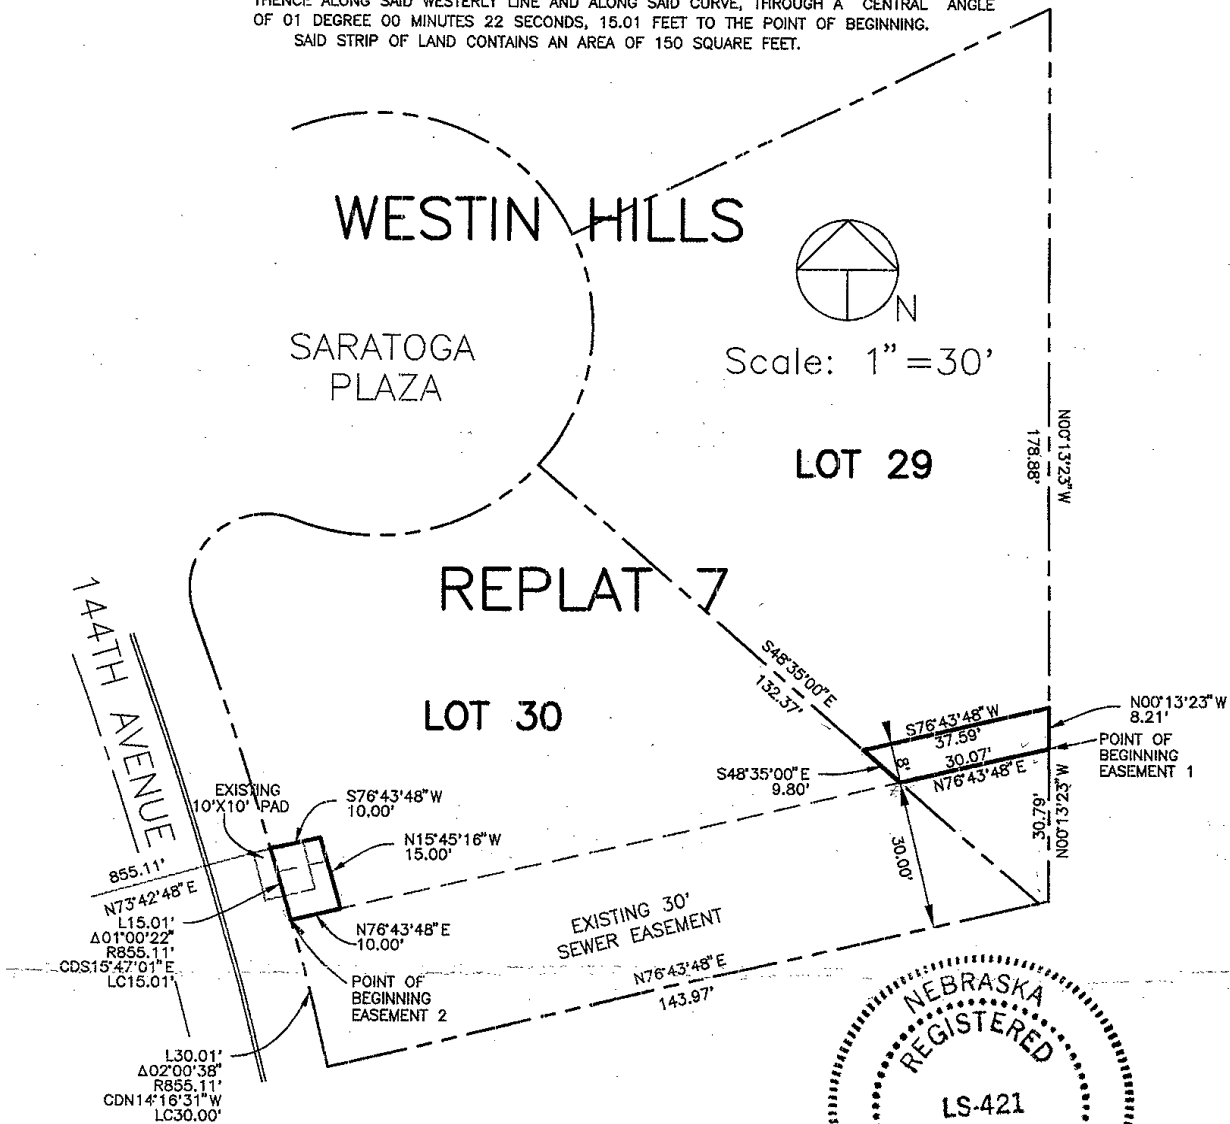 THENCE ALONG SAID WESTERLY LINE AND ALONG SAID CURVE, THROUGH A CENTRAL ANGLE
OF 01 DEGREE 00 MINUTES 22 SECONDS, 15.01 FEET TO THE POINT OF BEGINNING.
SAID STRIP OF LAND CONTAINS AN AREA OF 150 SQUARE FEET.
WESTIN HILLS
SARATOGA
PLAZA
N
Scale: 1"=30'
LOT 29
N00°13'23"W
178.88'
REPLAT 7
144TH AVENUE
S48°35'00"E
132.37'
LOT 30
S76°43'48"W
37.59'
N00°13'23"W
8.21'
POINT OF
BEGINNING
EASEMENT 1
8'
30.07'
N76°43'48"E
S48°35'00"E
9.80'
30.79'
N00°13'23"W
30.00'
EXISTING
10'X10' PAD
S76°43'48"W
10.00'
N15°45'16"W
15.00'
855.11'
N73°42'48"E
L15.01'
Δ01°00'22"
R855.11'
CDS15°47'01"E
LC15.01'
N76°43'48"E
10.00'
POINT OF
BEGINNING
EASEMENT 2
EXISTING 30'
SEWER EASEMENT
N76°43'48"E
143.97'
L30.01'
Δ02°00'38"
R855.11'
CDN14°16'31"W
LC30.00'
NEBRASKA
REGISTERED
LS-421